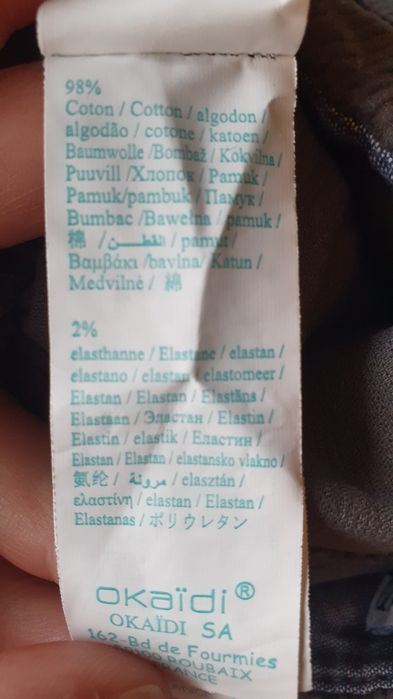 98%
Coton / Cotton / algodon /
algodão / cotone / katoen /
Baumwolle /Bombaž / Kokvilna /
Puuvill /Хлопок / Pamuk /
Pamuk/pambuk / Памук /
Bumbac /Bawełna / pamuk /
棉 / القطن / pamut /
Βαμβάκι /bavlna/ Katun /
Medvilnė / 綿
2%
elasthanne / Elastane / elastan /
elastano / elastan / elastomeer /
Elastan / Elastan / Elastāna /
Elastaan / Эластан / Elastin /
Elastin / elastik / Еластин /
Elastan / Elastan / elastansko vlakno /
氨纶 / مرونة / elasztán /
ελαστίνη / elastan / Elastan /
Elastanas / ポリウレタン
OKaïdi®
OKAÏDI SA
162-Bd de Fourmies
ROUBAIX